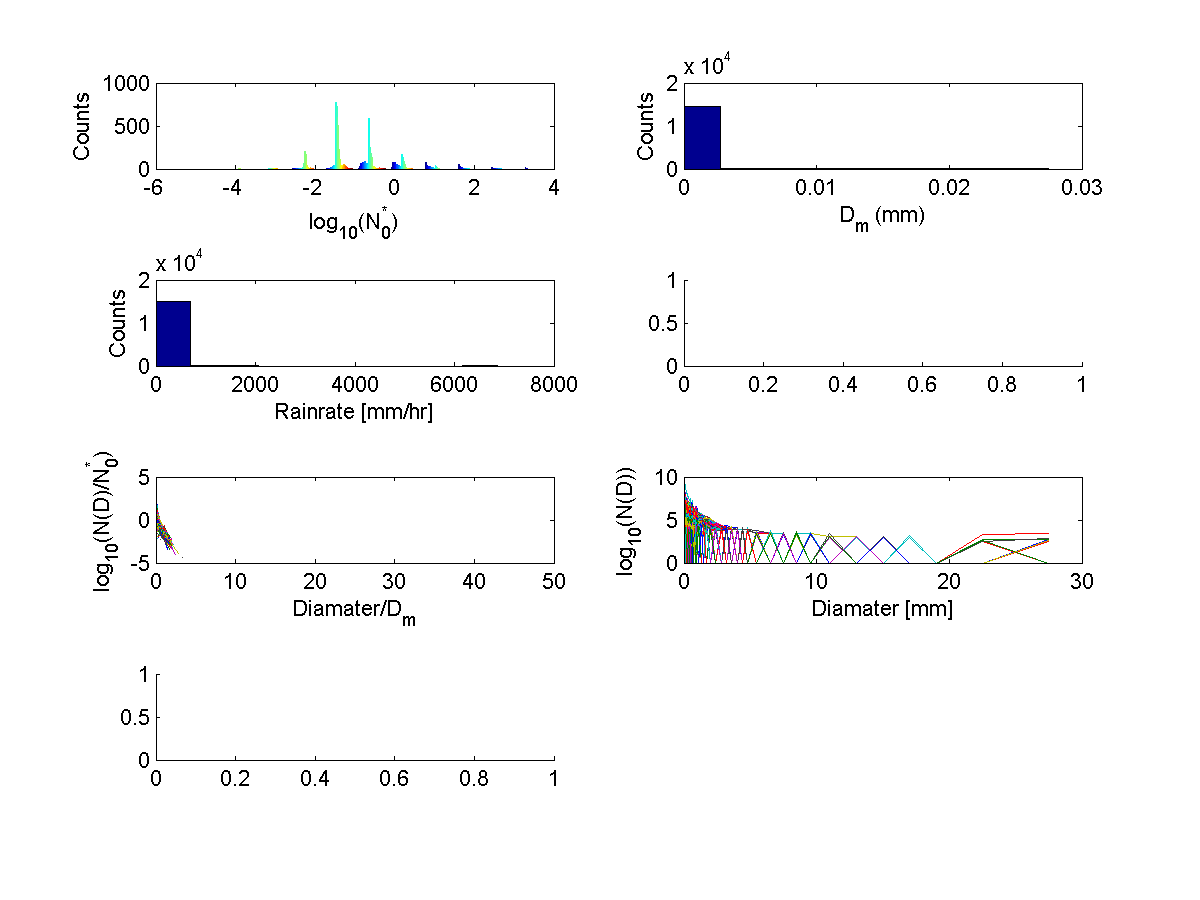 1000
500
0
Counts
-6 -4 -2 0 2 4
log10(N0*)
x 10^4
2
1
0
Counts
0 0.01 0.02 0.03
Dm (mm)
x 10^4
2
1
0
Counts
0 2000 4000 6000 8000
Rainrate [mm/hr]
1
0.5
0
0 0.2 0.4 0.6 0.8 1
5
0
-5
log10(N(D)/N0*)
0 10 20 30 40 50
Diamater/Dm
10
5
0
log10(N(D))
0 10 20 30
Diamater [mm]
1
0.5
0
0 0.2 0.4 0.6 0.8 1